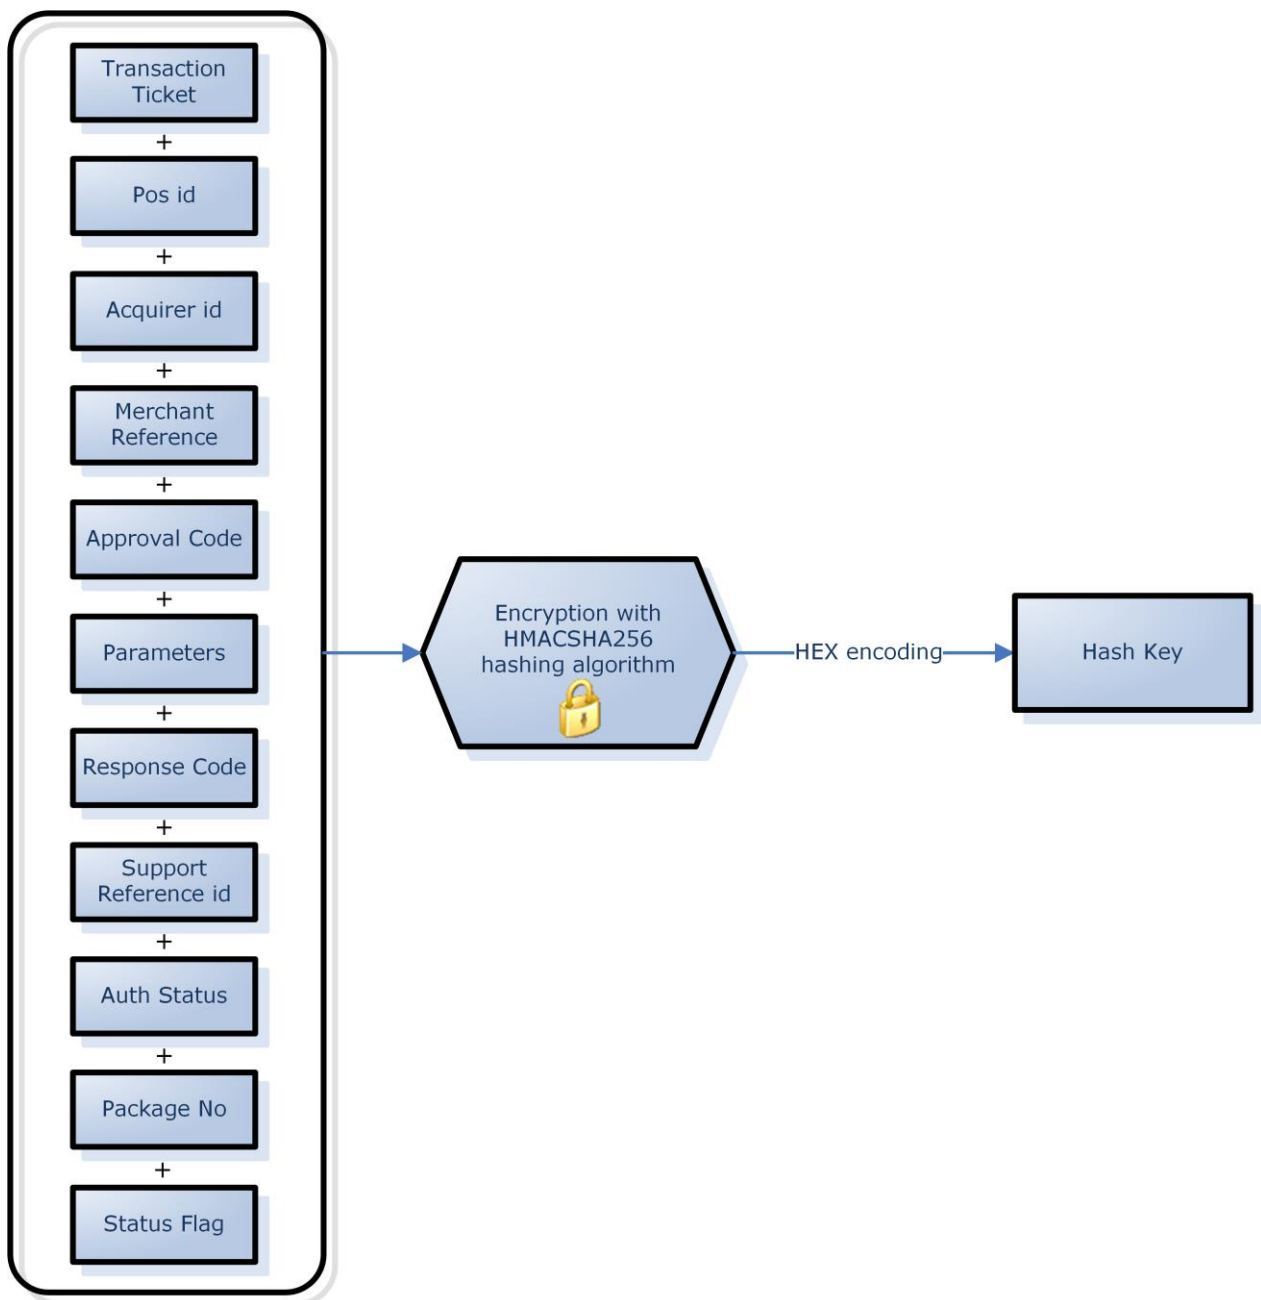 Transaction
Ticket
+
Pos id
+
Acquirer id
+
Merchant
Reference
+
Approval Code
+
Parameters
+
Response Code
+
Support
Reference id
+
Auth Status
+
Package No
+
Status Flag
Encryption with
HMACSHA256
hashing algorithm
HEX encoding
Hash Key